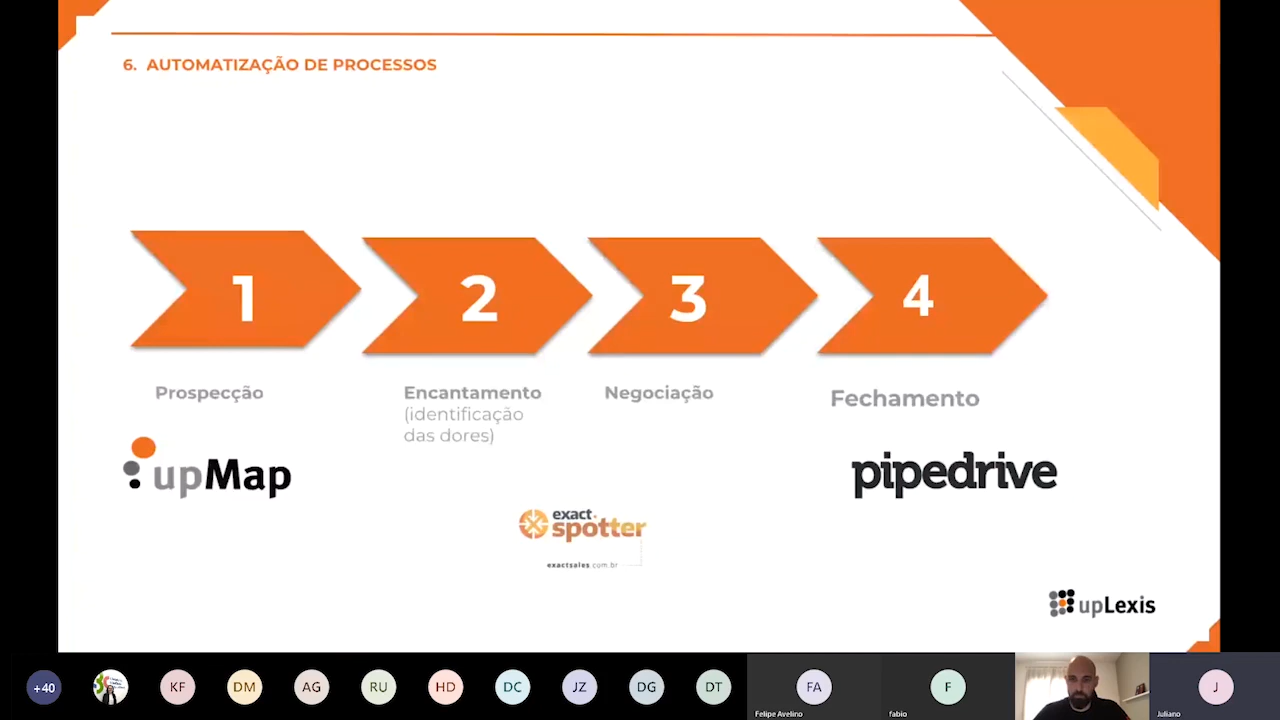 6. AUTOMATIZAÇÃO DE PROCESSOS
1
2
3
4
Prospecção
Encantamento
(identificação
das dores)
Negociação
Fechamento
upMap
pipedrive
exact
spotter
exactsales.com.br
upLexis
+40
KF
DM
AG
RU
HD
DC
JZ
DG
DT
FA
F
J
Felipe Avelino
fabio
Juliano